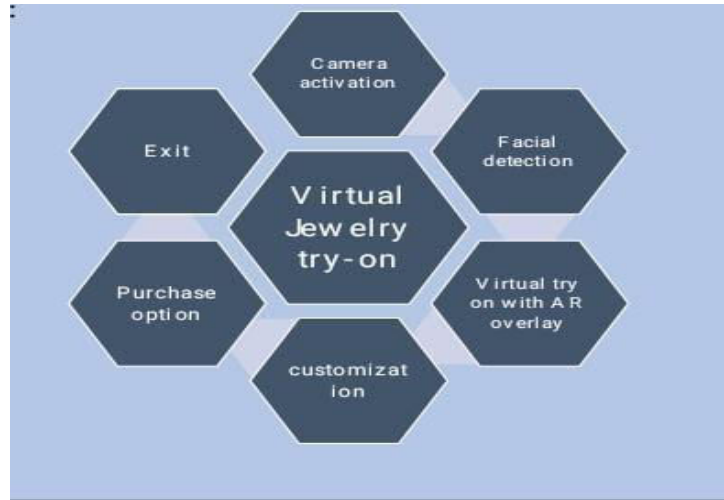 :
Camera
activation
Facial
detection
Virtual try
on with AR
overlay
customizat
ion
Purchase
option
Exit
Virtual
Jewelry
try-on